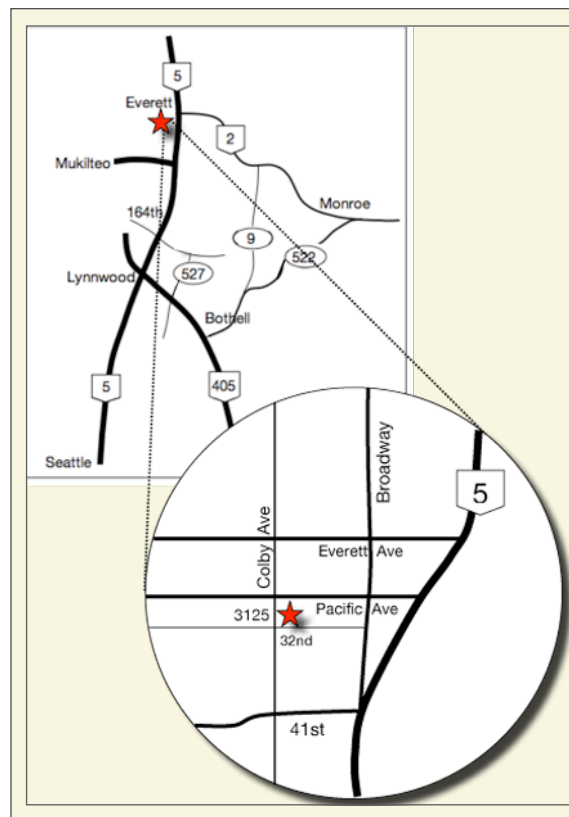 5
Everett
2
Mukilteo
Monroe
164th
9
522
527
Lynnwood
Bothell
5
405
Seattle
Broadway
5
Colby Ave
Everett Ave
Pacific Ave
3125
32nd
41st